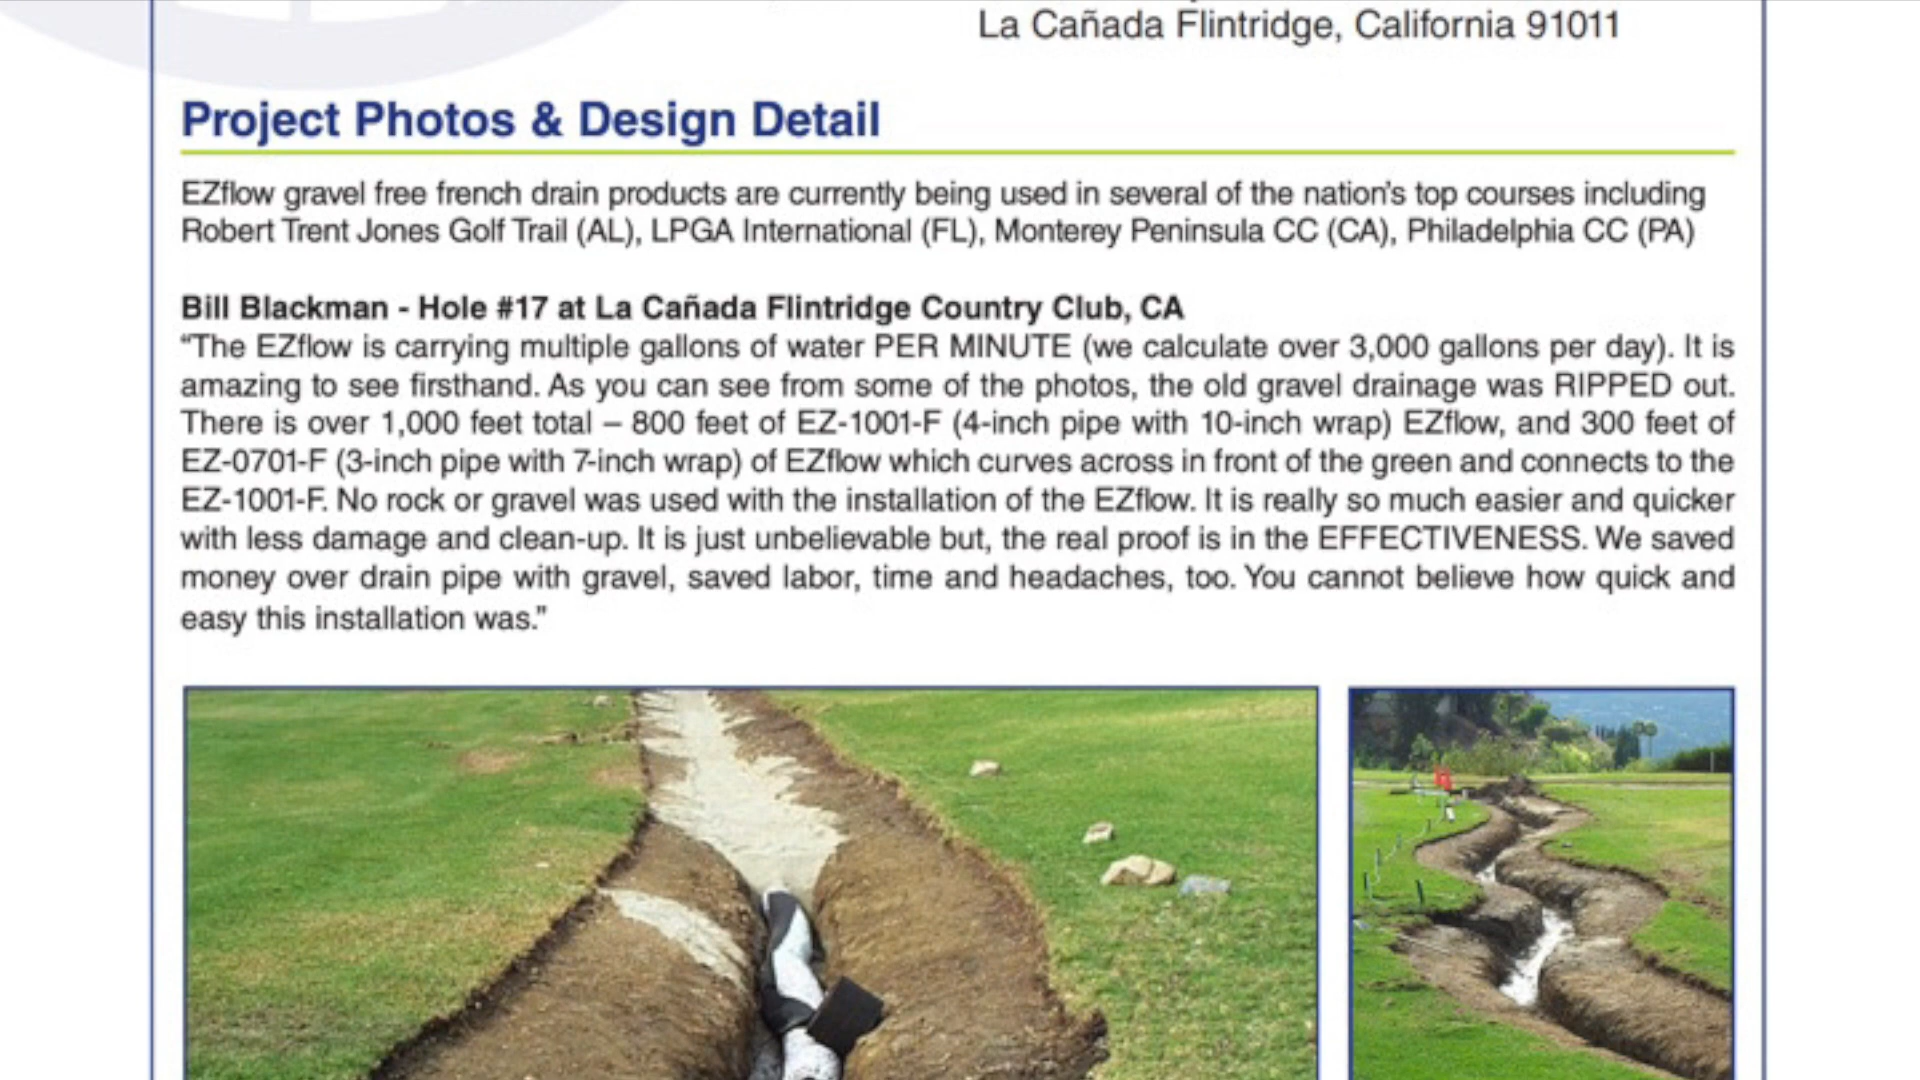 La Cañada Flintridge, California 91011
Project Photos & Design Detail
EZflow gravel free french drain products are currently being used in several of the nation's top courses including
Robert Trent Jones Golf Trail (AL), LPGA International (FL), Monterey Peninsula CC (CA), Philadelphia CC (PA)
Bill Blackman - Hole #17 at La Cañada Flintridge Country Club, CA
“The EZflow is carrying multiple gallons of water PER MINUTE (we calculate over 3,000 gallons per day). It is
amazing to see firsthand. As you can see from some of the photos, the old gravel drainage was RIPPED out.
There is over 1,000 feet total – 800 feet of EZ-1001-F (4-inch pipe with 10-inch wrap) EZflow, and 300 feet of
EZ-0701-F (3-inch pipe with 7-inch wrap) of EZflow which curves across in front of the green and connects to the
EZ-1001-F. No rock or gravel was used with the installation of the EZflow. It is really so much easier and quicker
with less damage and clean-up. It is just unbelievable but, the real proof is in the EFFECTIVENESS. We saved
money over drain pipe with gravel, saved labor, time and headaches, too. You cannot believe how quick and
easy this installation was.”